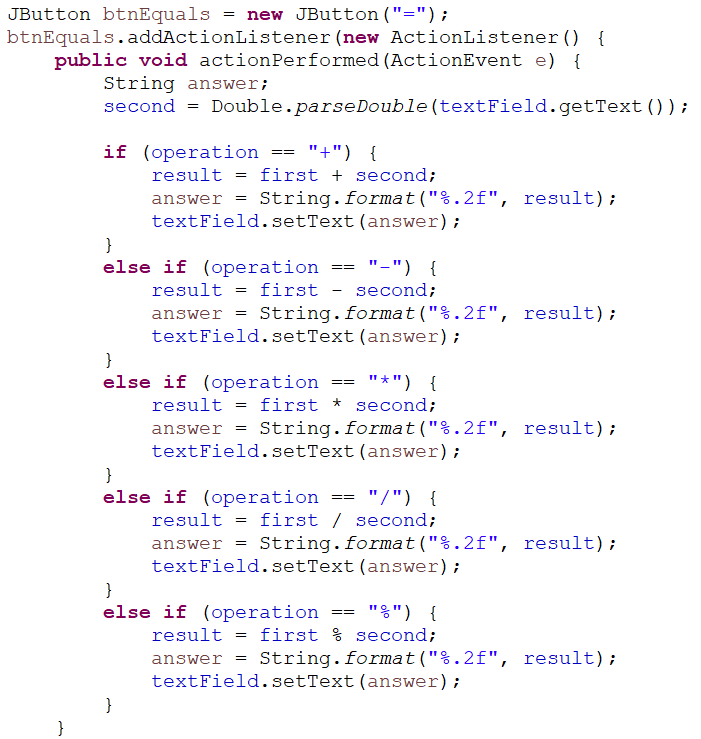 JButton btnEquals = new JButton("=");
btnEquals.addActionListener(new ActionListener() {
    public void actionPerformed(ActionEvent e) {
        String answer;
        second = Double.parseDouble(textField.getText());

        if (operation == "+") {
            result = first + second;
            answer = String.format("%.2f", result);
            textField.setText(answer);
        }
        else if (operation == "-") {
            result = first - second;
            answer = String.format("%.2f", result);
            textField.setText(answer);
        }
        else if (operation == "*") {
            result = first * second;
            answer = String.format("%.2f", result);
            textField.setText(answer);
        }
        else if (operation == "/") {
            result = first / second;
            answer = String.format("%.2f", result);
            textField.setText(answer);
        }
        else if (operation == "%") {
            result = first % second;
            answer = String.format("%.2f", result);
            textField.setText(answer);
        }
    }